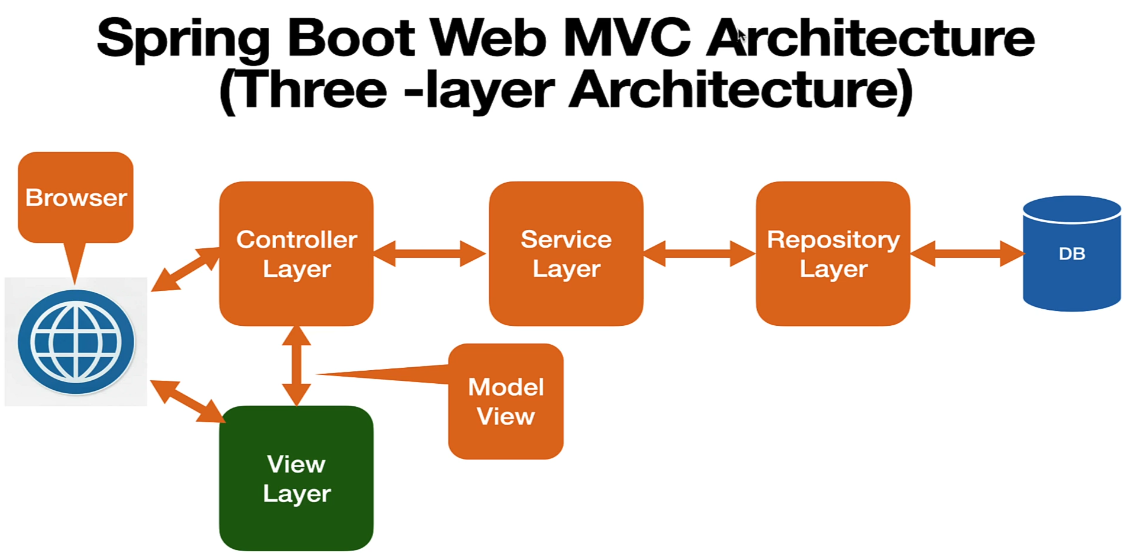 Spring Boot Web MVC Architecture
(Three -layer Architecture)
Browser
Controller
Layer
Service
Layer
Repository
Layer
DB
Model
View
View
Layer